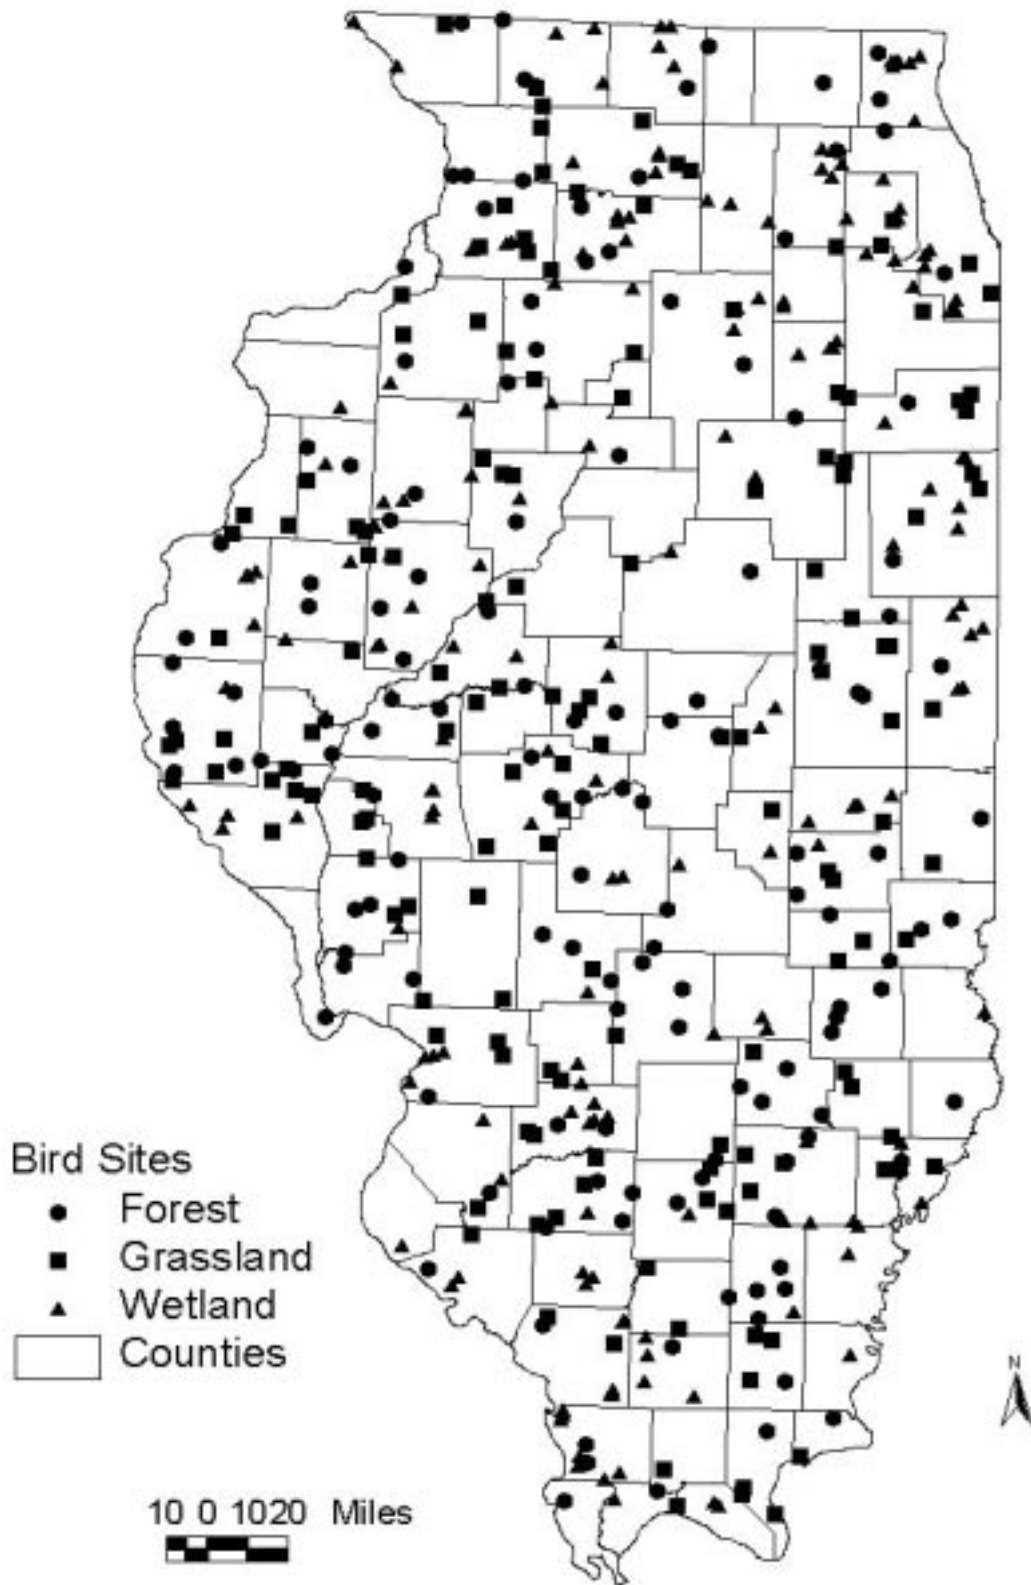 Bird Sites
Forest
Grassland
Wetland
Counties
N
10 0 1020 Miles